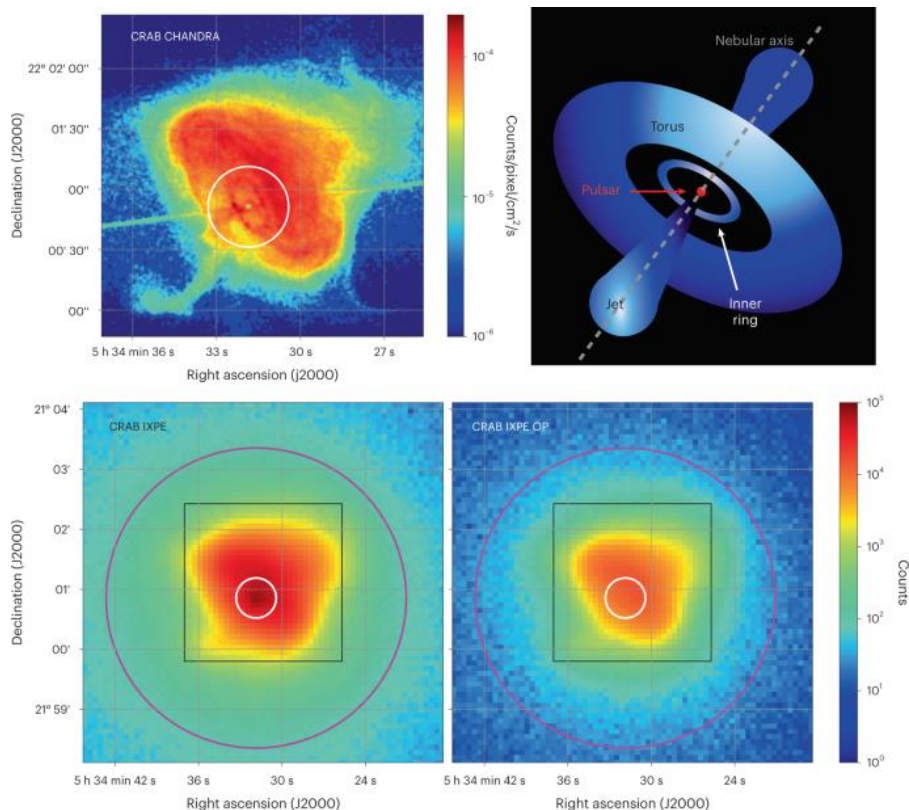 CRAB CHANDRA
22° 02′ 00″
01′ 30″
00″
00′ 30″
00″
Declination (J2000)
5 h 34 min 36 s
33 s
30 s
27 s
Right ascension (j2000)
10⁻⁴
10⁻⁵
10⁻⁶
Counts/pixel/cm²/s
Nebular axis
Torus
Pulsar
Jet
Inner
ring
CRAB IXPE
21° 04′
03′
02′
01′
00′
21° 59′
Declination (J2000)
5 h 34 min 42 s
36 s
30 s
24 s
Right ascension (J2000)
CRAB IXPE OP
5 h 34 min 42 s
36 s
30 s
24 s
Right ascension (J2000)
10⁵
10⁴
10³
10²
10¹
10⁰
Counts